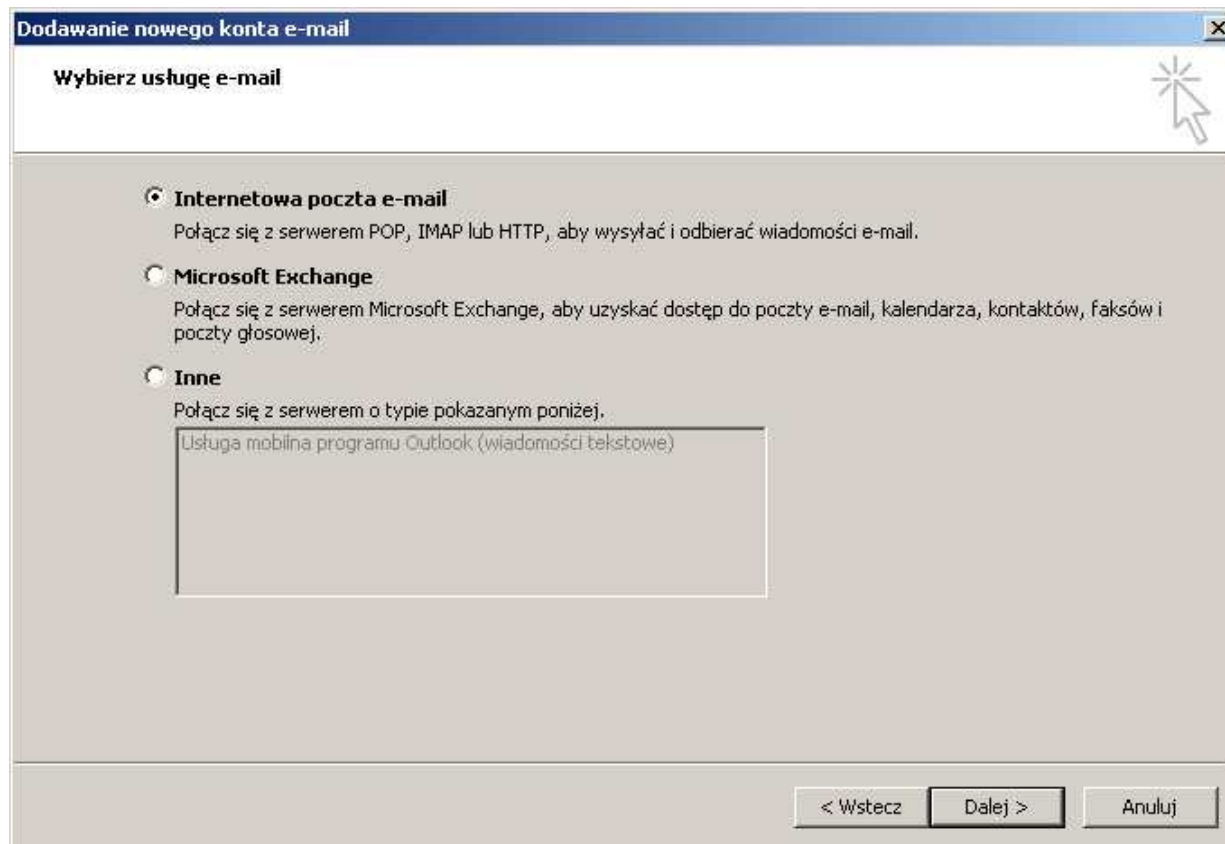 Dodawanie nowego konta e-mail
Wybierz usługę e-mail
Internetowa poczta e-mail
Połącz się z serwerem POP, IMAP lub HTTP, aby wysyłać i odbierać wiadomości e-mail.
Microsoft Exchange
Połącz się z serwerem Microsoft Exchange, aby uzyskać dostęp do poczty e-mail, kalendarza, kontaktów, faksów i
poczty głosowej.
Inne
Połącz się z serwerem o typie pokazanym poniżej.
Usługa mobilna programu Outlook (wiadomości tekstowe)
< Wstecz Dalej > Anuluj